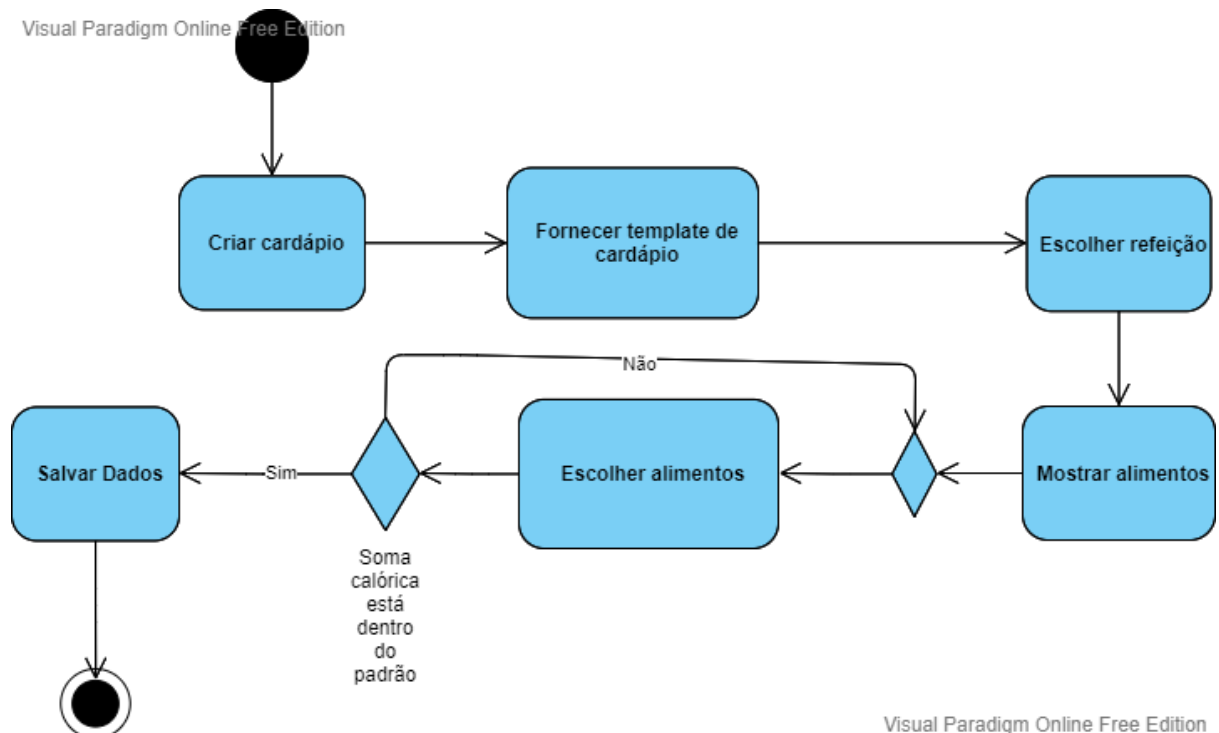 Visual Paradigm Online Free Edition
Criar cardápio
Fornecer template de
cardápio
Escolher refeição
Não
Salvar Dados
Sim
Escolher alimentos
Mostrar alimentos
Soma
calórica
está
dentro
do
padrão
Visual Paradigm Online Free Edition